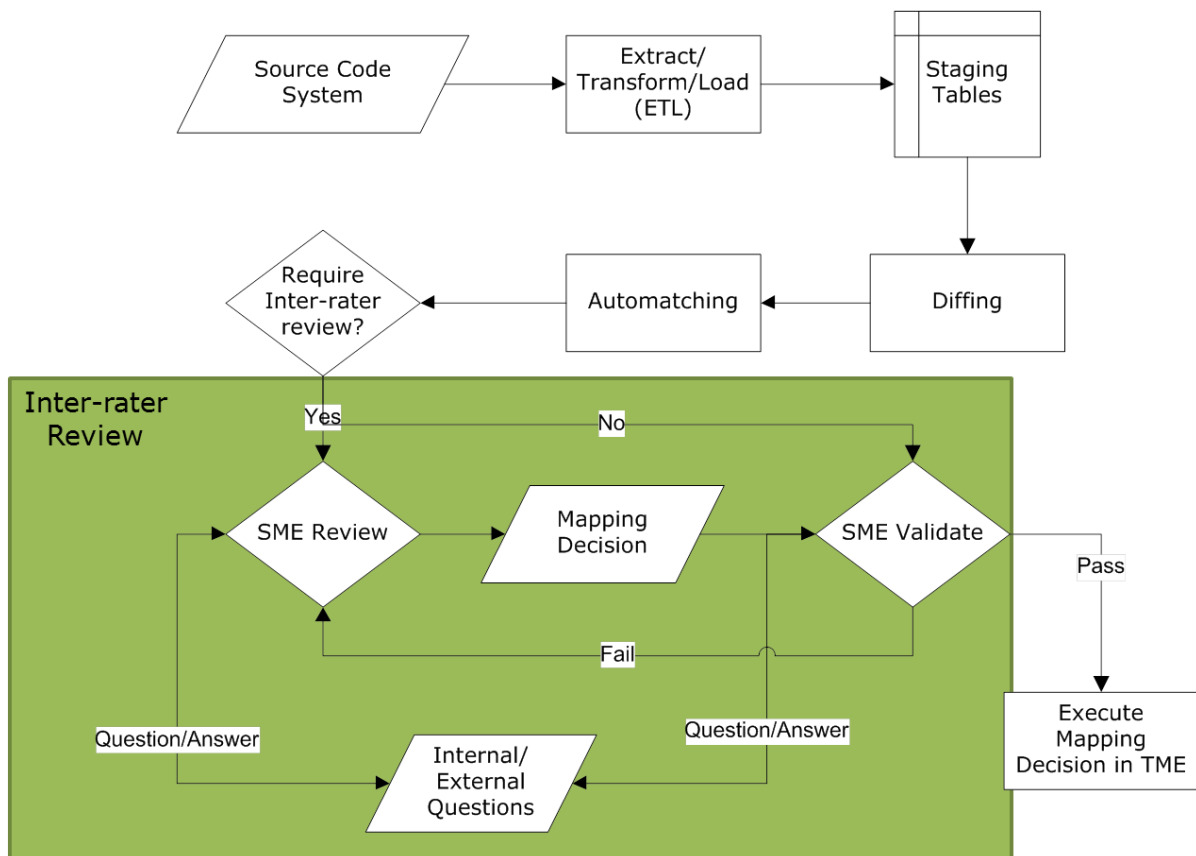 Source Code
System
Extract/
Transform/Load
(ETL)
Staging
Tables
Require
Inter-rater
review?
Automatching
Diffing
Inter-rater
Review
Yes
No
SME Review
Mapping
Decision
SME Validate
Pass
Fail
Question/Answer
Question/Answer
Internal/
External
Questions
Execute
Mapping
Decision in TME